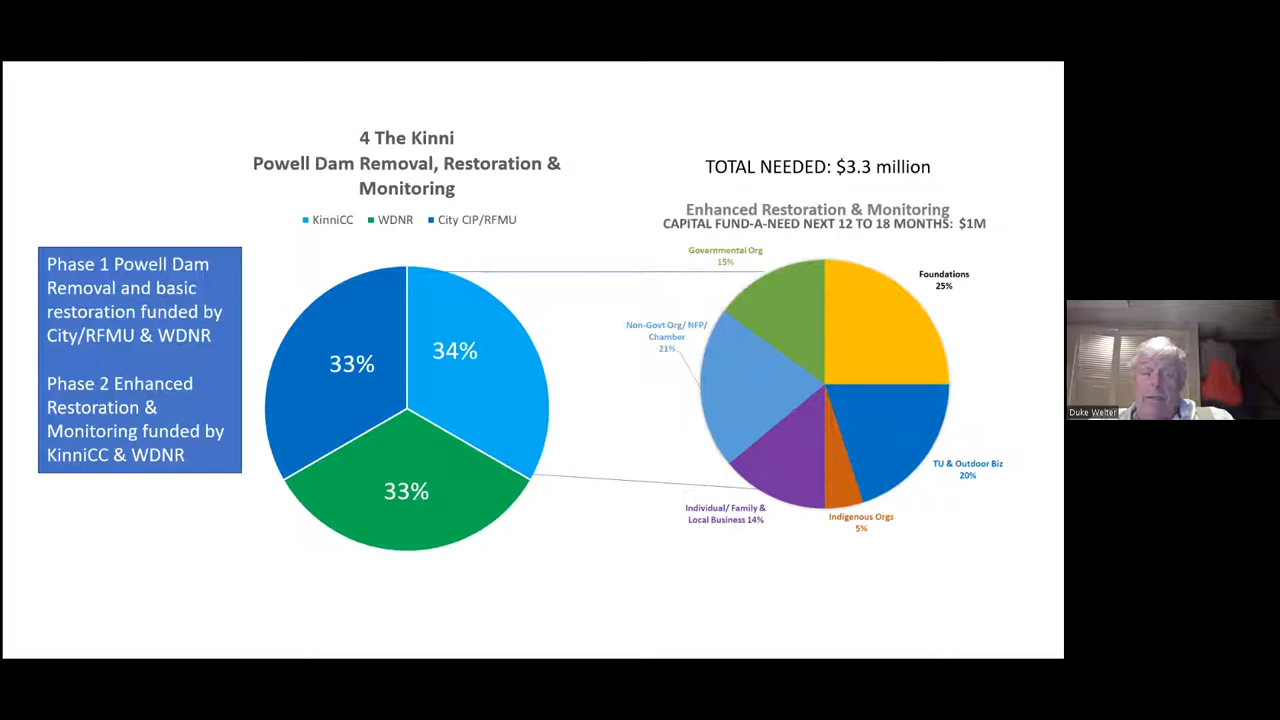 4 The Kinni
Powell Dam Removal, Restoration &
Monitoring
KinniCC WDNR City CIP/RFMU
Phase 1 Powell Dam
Removal and basic
restoration funded by
City/RFMU & WDNR
Phase 2 Enhanced
Restoration &
Monitoring funded by
KinniCC & WDNR
33%
34%
33%
TOTAL NEEDED: $3.3 million
Enhanced Restoration & Monitoring
CAPITAL FUND-A-NEED NEXT 12 TO 18 MONTHS: $1M
Governmental Org
15%
Foundations
25%
Non-Govt Org/ NFP/
Chamber
21%
TU & Outdoor Biz
20%
Individual/ Family &
Local Business 14%
Indigenous Orgs
5%
Duke Welter